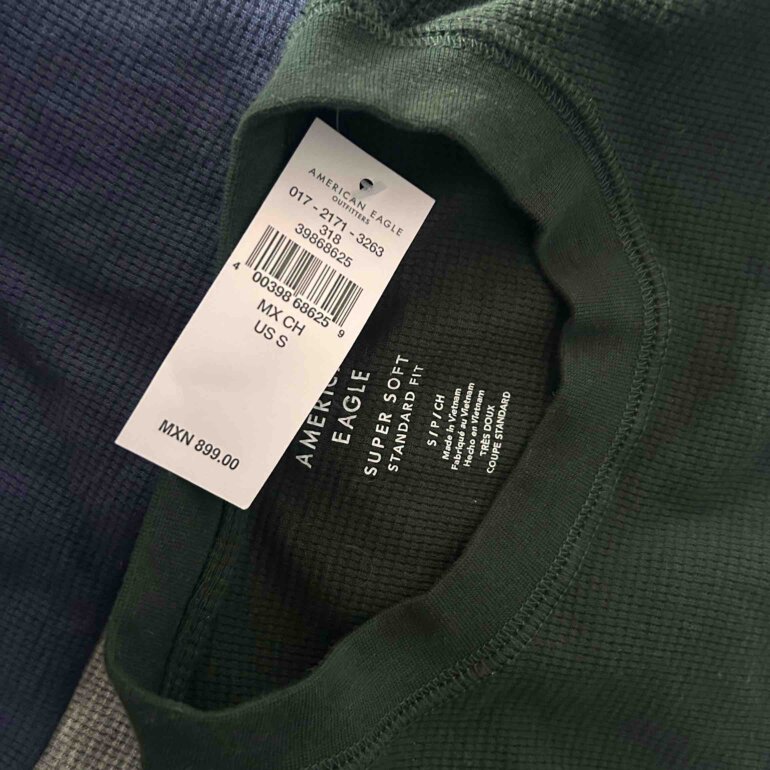 AMERICAN EAGLE
OUTFITTERS
017 - 2171 - 3263
318
39868625
4 00398 68625 9
MX CH
US S
MXN 899.00
EAGLE
SUPER SOFT
STANDARD FIT
S / P / CH
Made in Vietnam
Fabriqué au Vietnam
Hecho en Vietnam
TRÈS DOUX
COUPE STANDARD